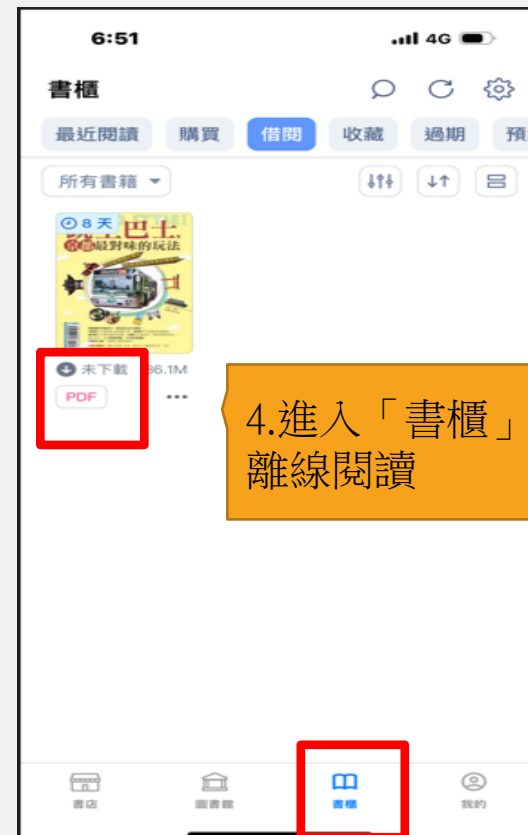 6:51
4G
書櫃
最近閱讀 購買 借閱 收藏 過期
所有書籍
8 天
巴士
最對味的玩法
未下載 36.1M
PDF
4.進入「書櫃」
離線閱讀
書店 圖書館 書櫃 我的